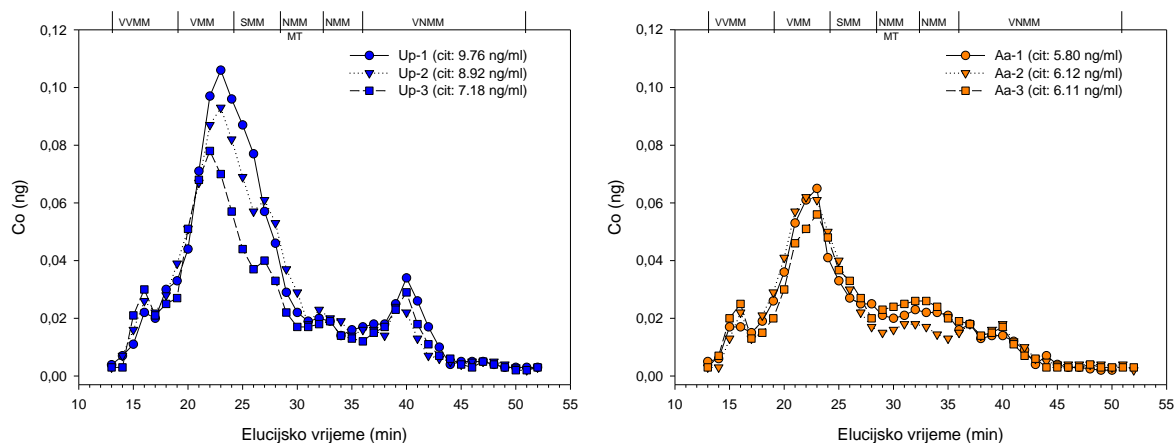 VVMM VMM SMM NMM NMM VNMM
MT
0,12
0,10
0,08
0,06
0,04
0,02
0,00
Co (ng)
Up-1 (cit: 9.76 ng/ml)
Up-2 (cit: 8.92 ng/ml)
Up-3 (cit: 7.18 ng/ml)
10 15 20 25 30 35 40 45 50 55
Elucijsko vrijeme (min)
VVMM VMM SMM NMM NMM VNMM
MT
0,12
0,10
0,08
0,06
0,04
0,02
0,00
Co (ng)
Aa-1 (cit: 5.80 ng/ml)
Aa-2 (cit: 6.12 ng/ml)
Aa-3 (cit: 6.11 ng/ml)
10 15 20 25 30 35 40 45 50 55
Elucijsko vrijeme (min)